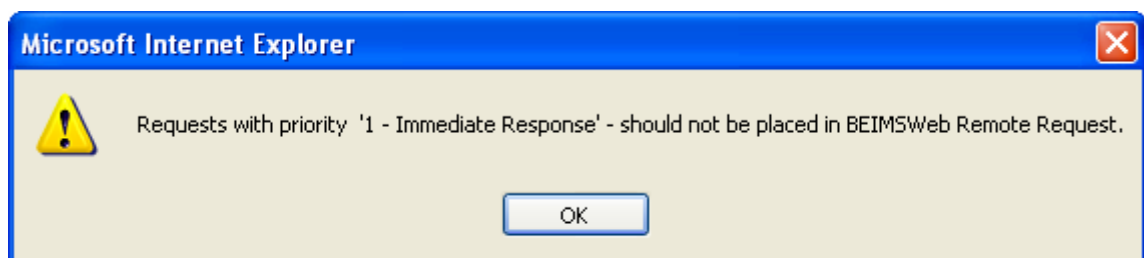 Microsoft Internet Explorer
Requests with priority '1 - Immediate Response' - should not be placed in BEIMSWeb Remote Request.
OK